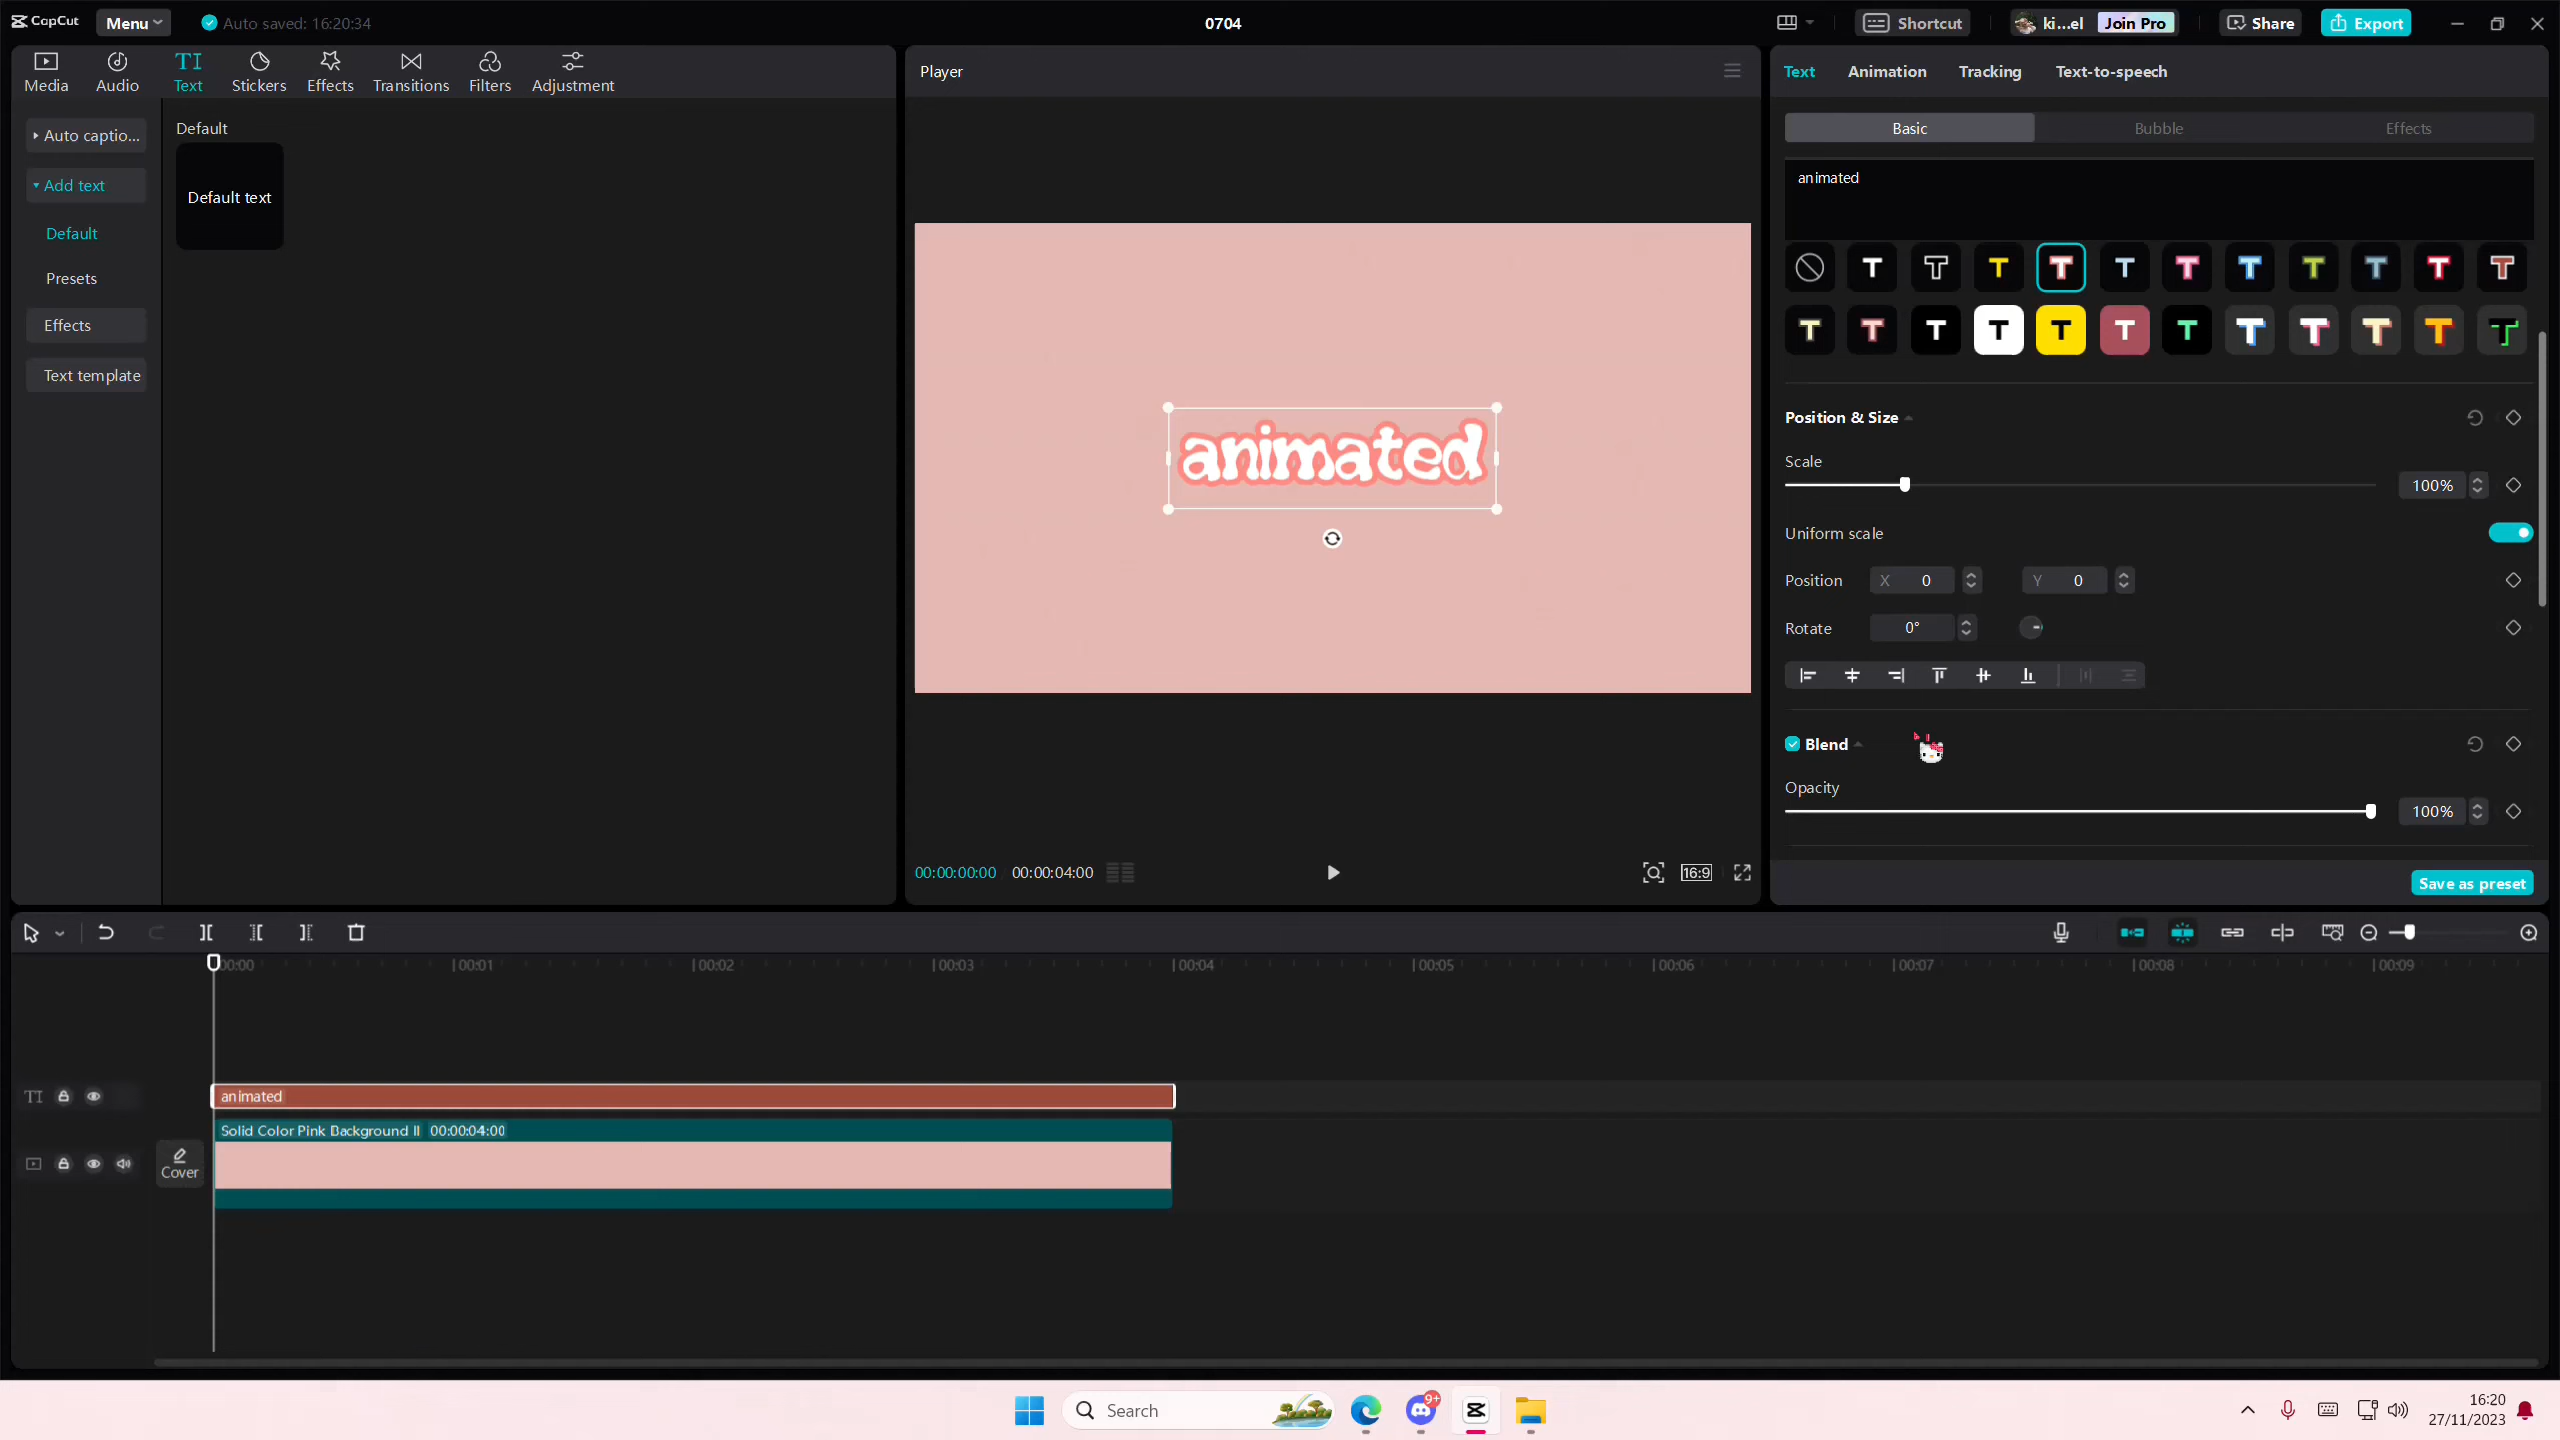 CapCut
Menu
Auto saved: 16:20:34
0704
Shortcut
ki...el
Join Pro
Share
Export
Media
Audio
TI
Text
Stickers
Effects
Transitions
Filters
Adjustment
Player
Text
Animation
Tracking
Text-to-speech
Auto captio...
Add text
Default
Presets
Effects
Text template
Default
Default text
animated
Basic
Bubble
Effects
animated
T T T T T T T T T T T
T T T T T T T T T T T T
Position & Size
Scale
100%
Uniform scale
Position
X 0
Y 0
Rotate
0°
Blend
Opacity
100%
Save as preset
00:00:00:00
00:00:04:00
16:9
00:00
00:01
00:02
00:03
00:04
00:05
00:06
00:07
00:08
00:09
TI
animated
Solid Color Pink Background II 00:00:04:00
Cover
Search
9+
16:20
27/11/2023